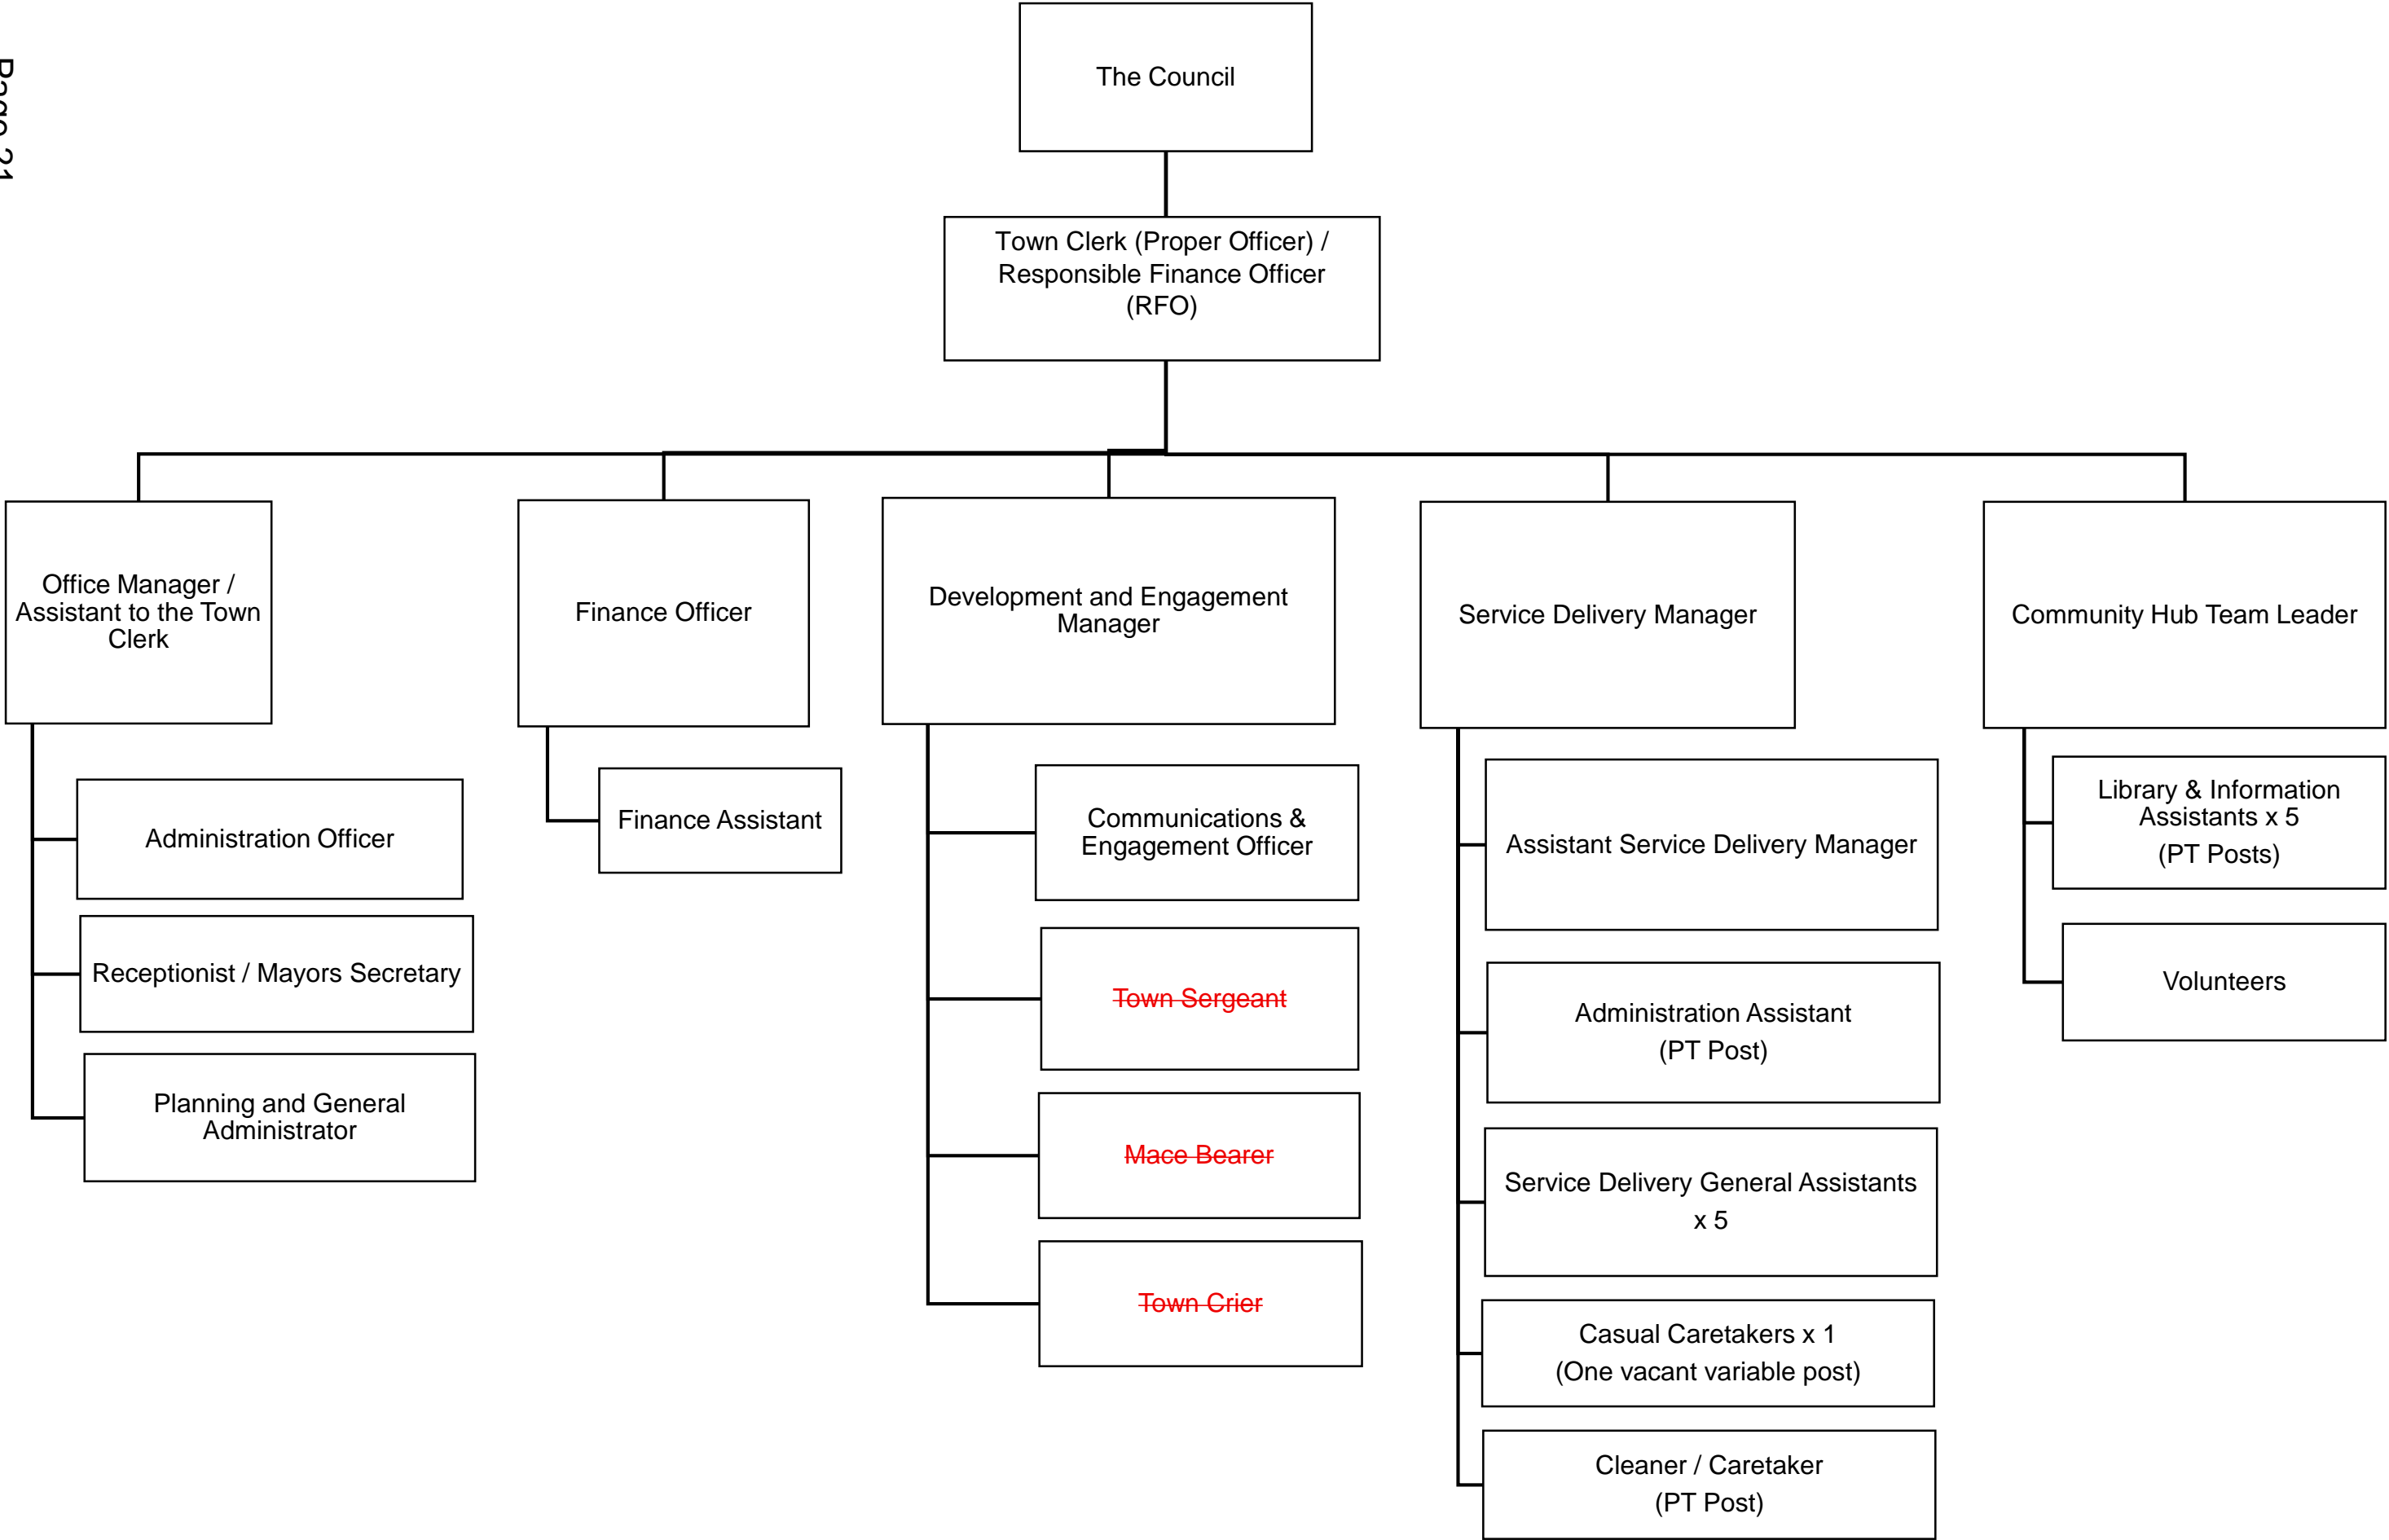 Page 21
The Council
Town Clerk (Proper Officer) /
Responsible Finance Officer
(RFO)
Office Manager /
Assistant to the Town
Clerk
Finance Officer
Development and Engagement
Manager
Service Delivery Manager
Community Hub Team Leader
Administration Officer
Receptionist / Mayors Secretary
Planning and General
Administrator
Finance Assistant
Communications &
Engagement Officer
Town Sergeant
Mace Bearer
Town Crier
Assistant Service Delivery Manager
Administration Assistant
(PT Post)
Service Delivery General Assistants
x 5
Casual Caretakers x 1
(One vacant variable post)
Cleaner / Caretaker
(PT Post)
Library & Information
Assistants x 5
(PT Posts)
Volunteers